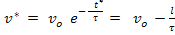 v* = v₀ e^(-t*/τ) = v₀ - l/τ